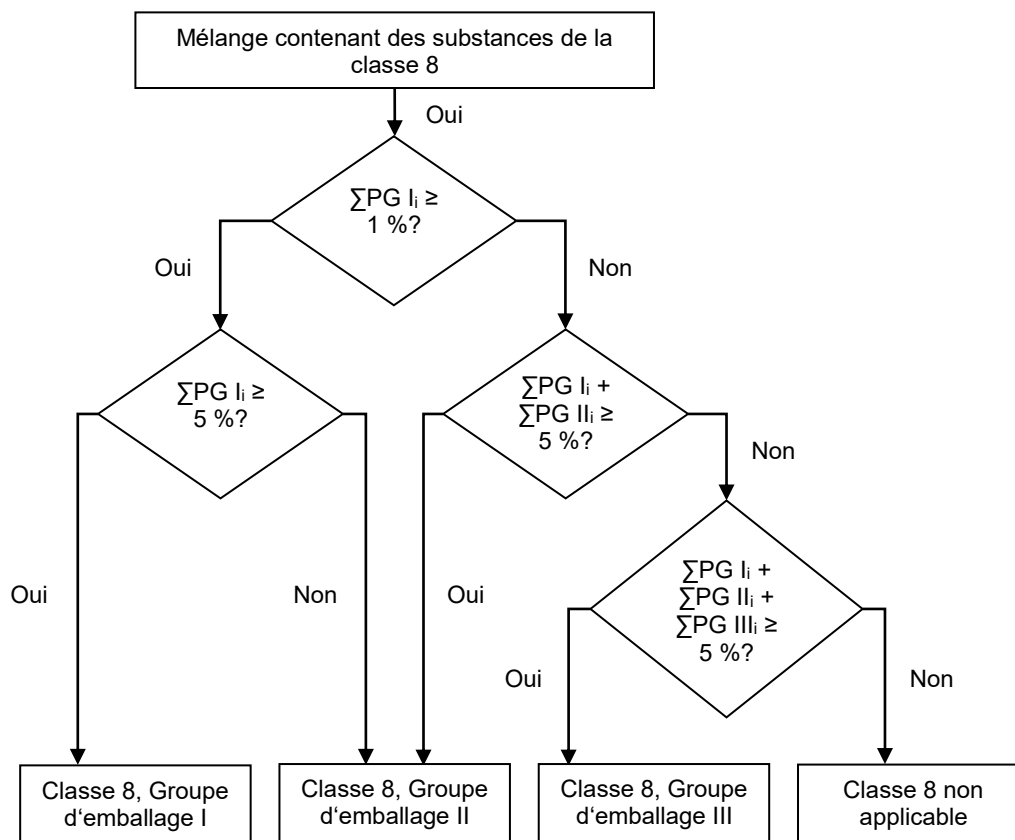 Mélange contenant des substances de la
classe 8
Oui
∑PG Iᵢ ≥
1 %?
Oui
Non
∑PG Iᵢ ≥
5 %?
∑PG Iᵢ +
∑PG IIᵢ ≥
5 %?
Non
∑PG Iᵢ +
∑PG IIᵢ +
∑PG IIIᵢ ≥
5 %?
Oui
Non
Oui
Oui
Non
Classe 8, Groupe
d‘emballage I
Classe 8, Groupe
d‘emballage II
Classe 8, Groupe
d‘emballage III
Classe 8 non
applicable